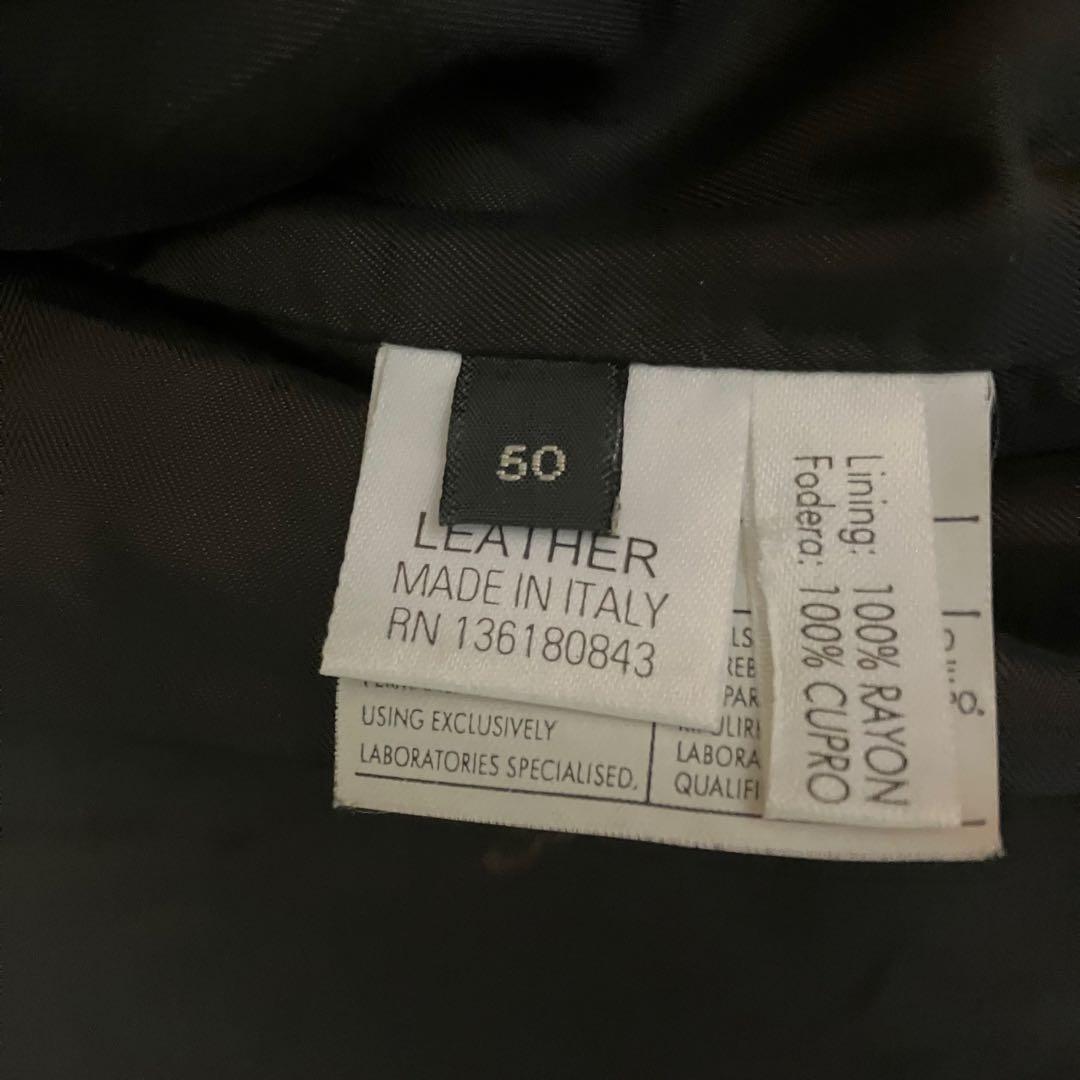 50
LEATHER
MADE IN ITALY
RN 136180843
USING EXCLUSIVELY
LABORATORIES SPECIALISED.
Lining: 100% RAYON
Fodera: 100% CUPRO